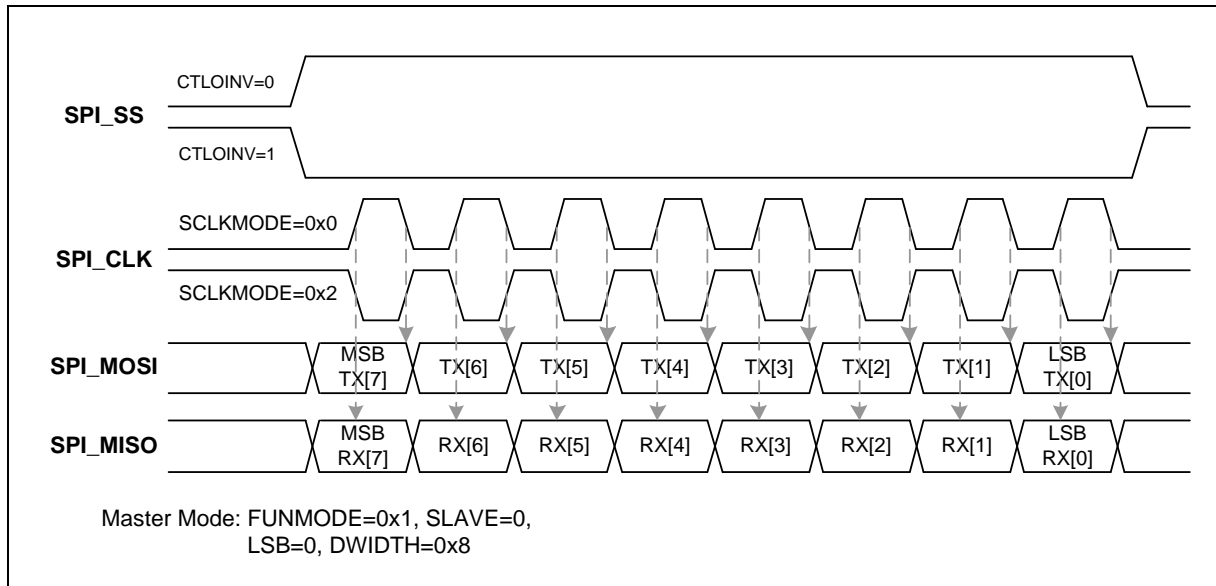 CTLOINV=0
SPI_SS
CTLOINV=1
SCLKMODE=0x0
SPI_CLK
SCLKMODE=0x2
SPI_MOSI MSB TX[7] TX[6] TX[5] TX[4] TX[3] TX[2] TX[1] LSB TX[0]
SPI_MISO MSB RX[7] RX[6] RX[5] RX[4] RX[3] RX[2] RX[1] LSB RX[0]
Master Mode: FUNMODE=0x1, SLAVE=0,
LSB=0, DWIDTH=0x8